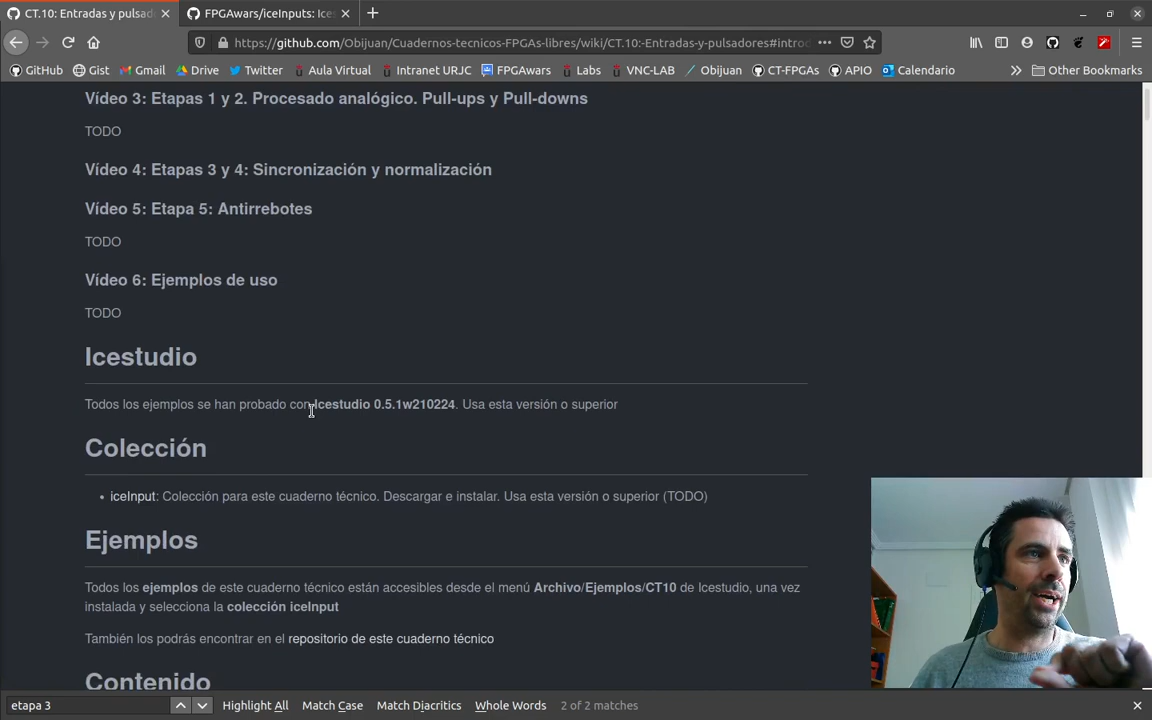 CT.10: Entradas y pulsad
FPGAwars/iceInputs: Ice
https://github.com/Obijuan/Cuadernos-tecnicos-FPGAs-libres/wiki/CT.10:-Entradas-y-pulsadores#introd
GitHub Gist Gmail Drive Twitter Aula Virtual Intranet URJC FPGAwars Labs VNC-LAB Obijuan CT-FPGAs APIO Calendario Other Bookmarks
Vídeo 3: Etapas 1 y 2. Procesado analógico. Pull-ups y Pull-downs
TODO
Vídeo 4: Etapas 3 y 4: Sincronización y normalización
Vídeo 5: Etapa 5: Antirrebotes
TODO
Vídeo 6: Ejemplos de uso
TODO
Icestudio
Todos los ejemplos se han probado con Icestudio 0.5.1w210224. Usa esta versión o superior
Colección
• iceInput: Colección para este cuaderno técnico. Descargar e instalar. Usa esta versión o superior (TODO)
Ejemplos
Todos los ejemplos de este cuaderno técnico están accesibles desde el menú Archivo/Ejemplos/CT10 de Icestudio, una vez
instalada y selecciona la colección iceInput
También los podrás encontrar en el repositorio de este cuaderno técnico
Contenido
etapa 3 Highlight All Match Case Match Diacritics Whole Words 2 of 2 matches